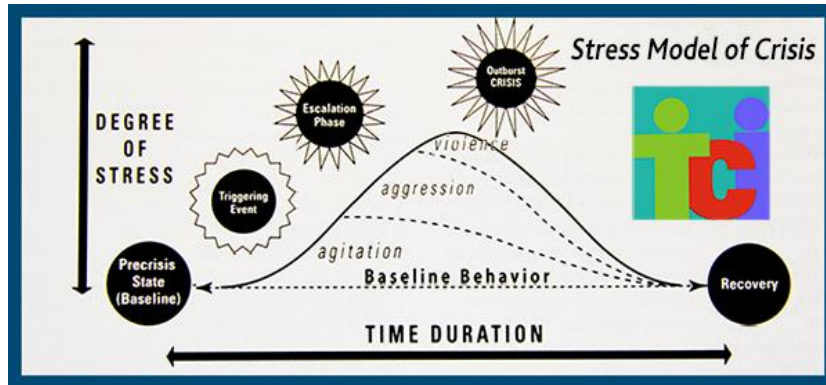 Stress Model of Crisis
DEGREE
OF
STRESS
Outburst
CRISIS
Escalation
Phase
Triggering
Event
violence
aggression
agitation
Precrisis
State
(Baseline)
Baseline Behavior
Recovery
TIME DURATION
TCI